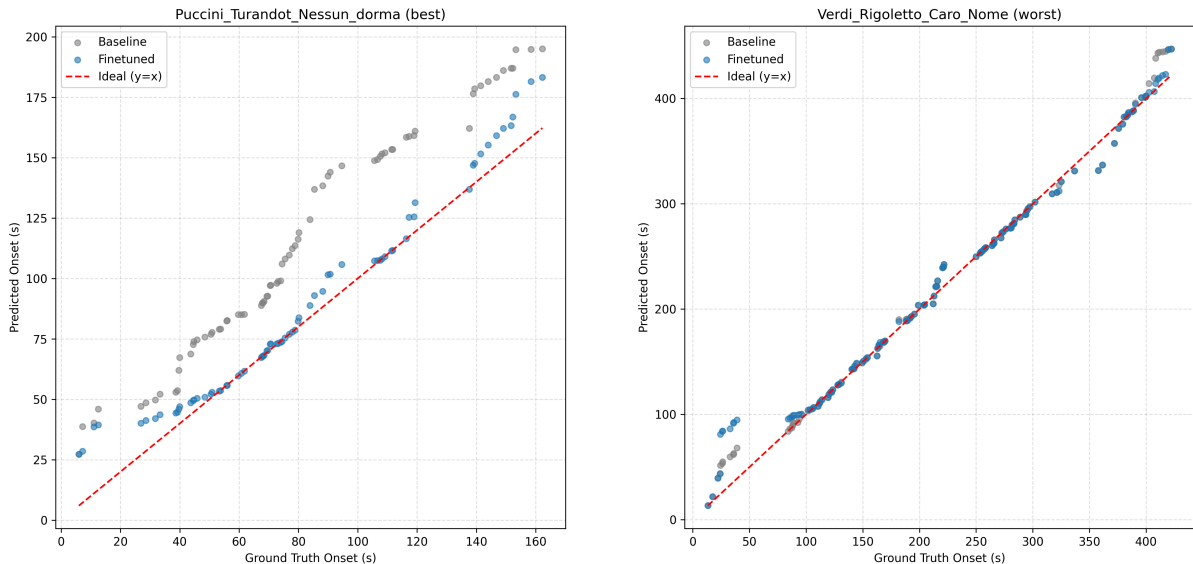 Puccini_Turandot_Nessun_dorma (best)
Baseline
Finetuned
Ideal (y=x)
200
175
150
125
100
75
50
25
0
Predicted Onset (s)
0 20 40 60 80 100 120 140 160
Ground Truth Onset (s)
Verdi_Rigoletto_Caro_Nome (worst)
Baseline
Finetuned
Ideal (y=x)
400
300
200
100
0
Predicted Onset (s)
0 50 100 150 200 250 300 350 400
Ground Truth Onset (s)